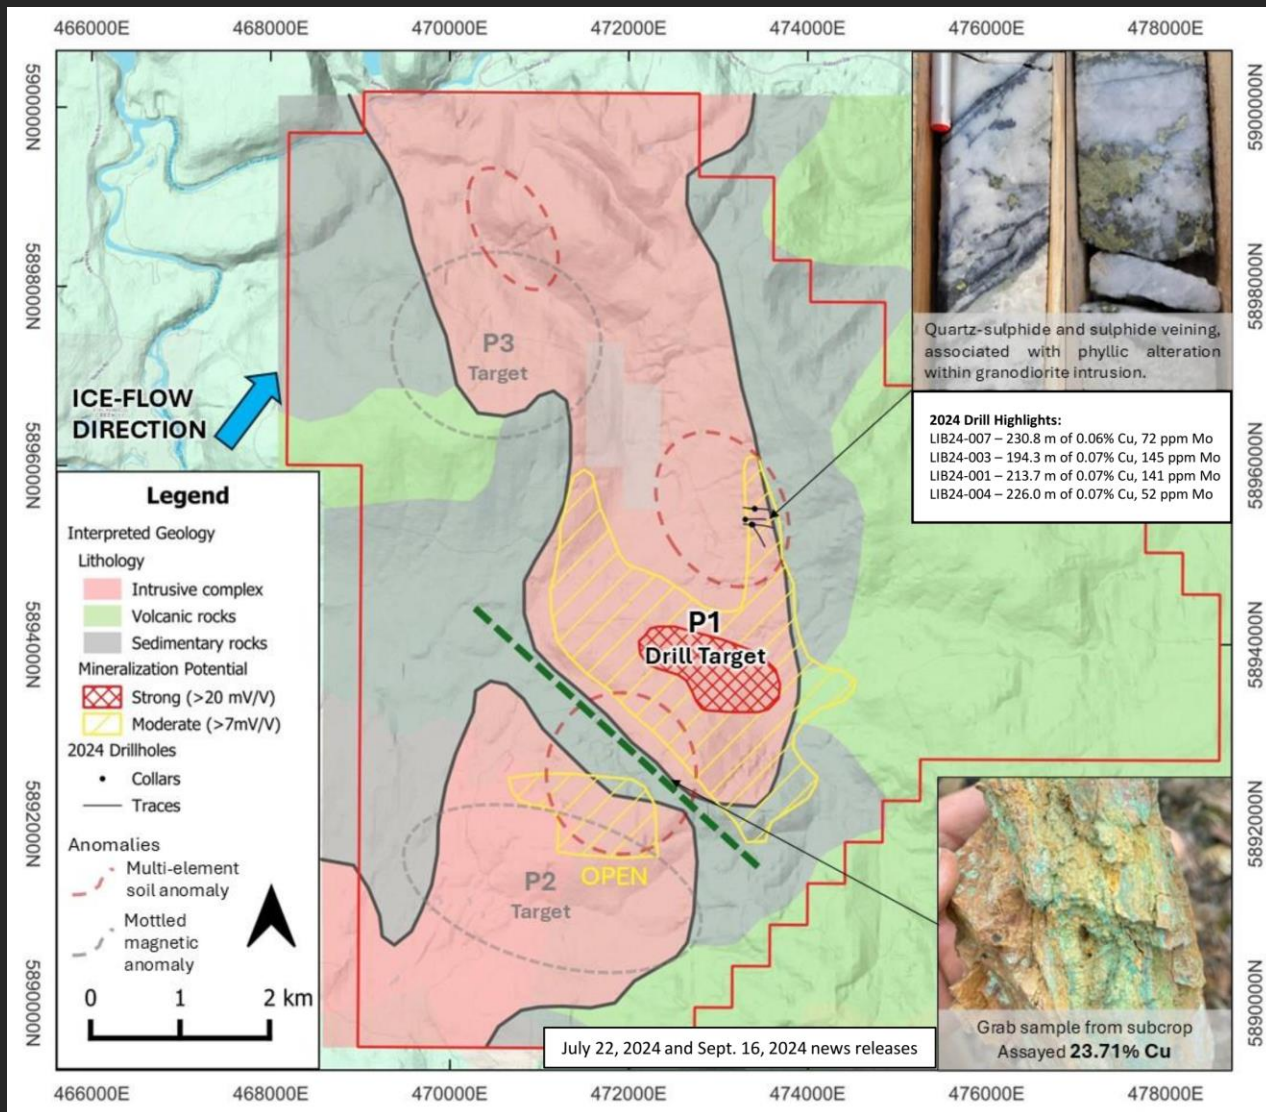 466000E 468000E 470000E 472000E 474000E 476000E 478000E
5900000N
5898000N
5896000N
5894000N
5892000N
5890000N
5900000N
5898000N
5896000N
5894000N
5892000N
5890000N
P3
Target
ICE-FLOW
DIRECTION
Quartz-sulphide and sulphide veining,
associated with phyllic alteration
within granodiorite intrusion.
2024 Drill Highlights:
LIB24-007 – 230.8 m of 0.06% Cu, 72 ppm Mo
LIB24-003 – 194.3 m of 0.07% Cu, 145 ppm Mo
LIB24-001 – 213.7 m of 0.07% Cu, 141 ppm Mo
LIB24-004 – 226.0 m of 0.07% Cu, 52 ppm Mo
P1
Drill Target
OPEN
P2
Target
Legend
Interpreted Geology
Lithology
Intrusive complex
Volcanic rocks
Sedimentary rocks
Mineralization Potential
Strong (>20 mV/V)
Moderate (>7mV/V)
2024 Drillholes
Collars
Traces
Anomalies
Multi-element
soil anomaly
Mottled
magnetic
anomaly
0 1 2 km
July 22, 2024 and Sept. 16, 2024 news releases
Grab sample from subcrop
Assayed 23.71% Cu
466000E 468000E 470000E 472000E 474000E 476000E 478000E